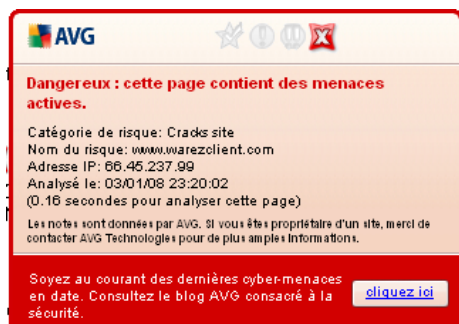 AVG
Dangereux : cette page contient des menaces
actives.
Catégorie de risque: Cracks site
Nom du risque: www.warezclient.com
Adresse IP: 66.45.237.99
Analysé le: 03/01/08 23:20:02
(0.16 secondes pour analyser cette page)
Les notes sont données par AVG. Si vous êtes propriétaire d'un site, merci de
contacter AVG Technologies pour de plus amples informations.
Soyez au courant des dernières cyber-menaces
en date. Consultez le blog AVG consacré à la
sécurité.
cliquez ici